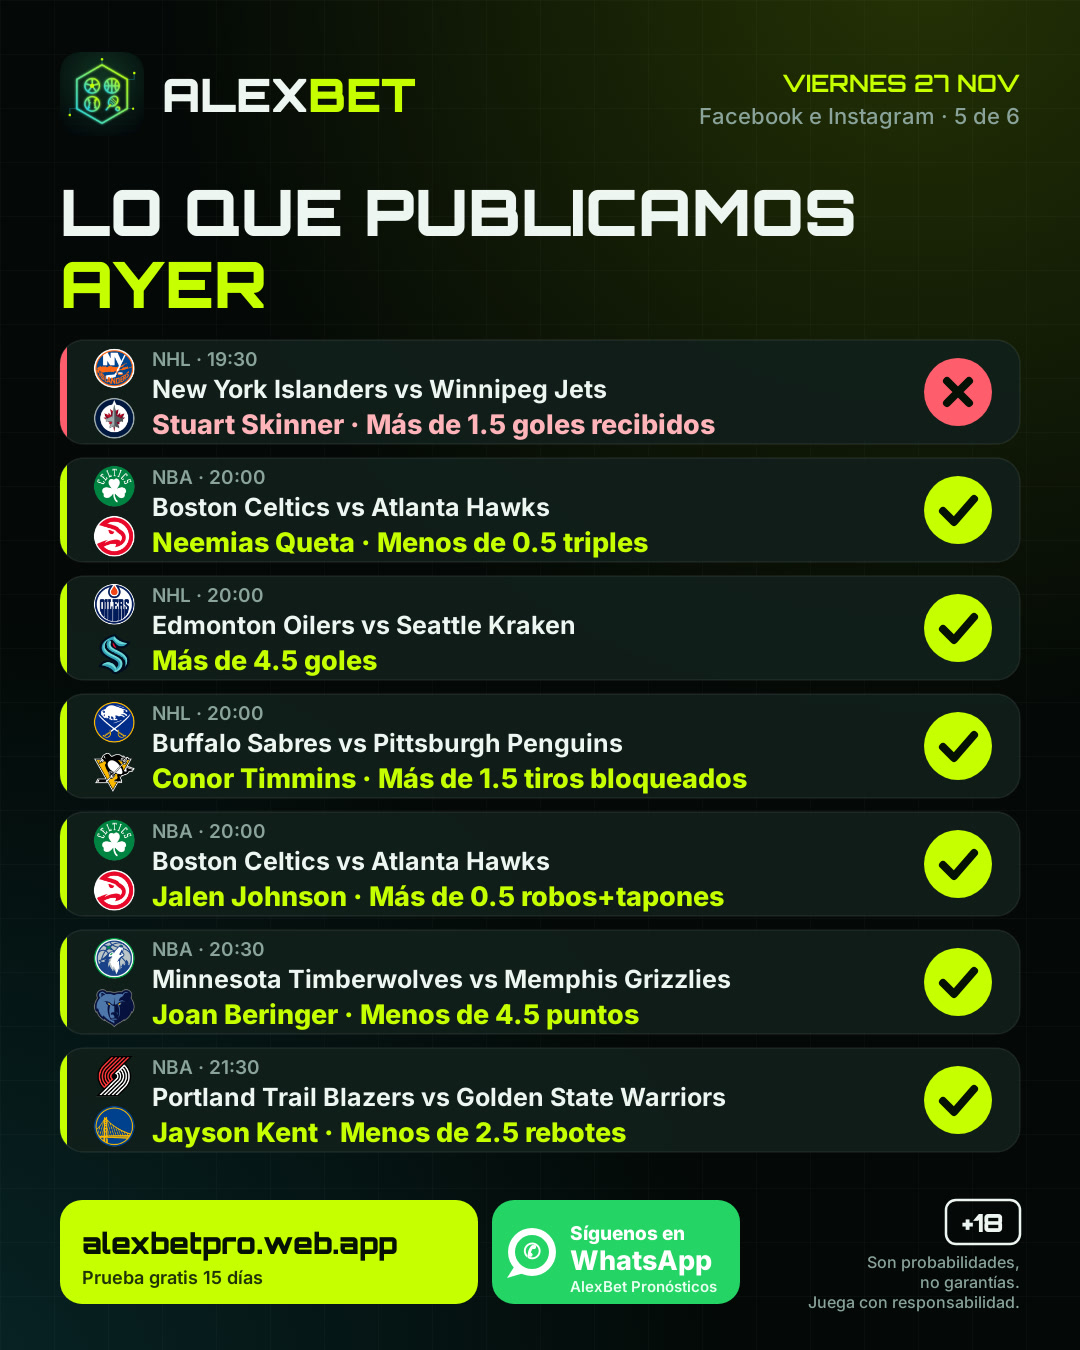 ALEXBET
VIERNES 27 NOV
Facebook e Instagram · 5 de 6
LO QUE PUBLICAMOS
AYER
NHL · 19:30
New York Islanders vs Winnipeg Jets
Stuart Skinner · Más de 1.5 goles recibidos
CELTICS
NBA · 20:00
Boston Celtics vs Atlanta Hawks
Neemias Queta · Menos de 0.5 triples
OILERS
NHL · 20:00
Edmonton Oilers vs Seattle Kraken
Más de 4.5 goles
NHL · 20:00
Buffalo Sabres vs Pittsburgh Penguins
Conor Timmins · Más de 1.5 tiros bloqueados
CELTICS
NBA · 20:00
Boston Celtics vs Atlanta Hawks
Jalen Johnson · Más de 0.5 robos+tapones
NBA · 20:30
Minnesota Timberwolves vs Memphis Grizzlies
Joan Beringer · Menos de 4.5 puntos
NBA · 21:30
Portland Trail Blazers vs Golden State Warriors
Jayson Kent · Menos de 2.5 rebotes
alexbetpro.web.app
Prueba gratis 15 días
Síguenos en
WhatsApp
AlexBet Pronósticos
+18
Son probabilidades,
no garantías.
Juega con responsabilidad.